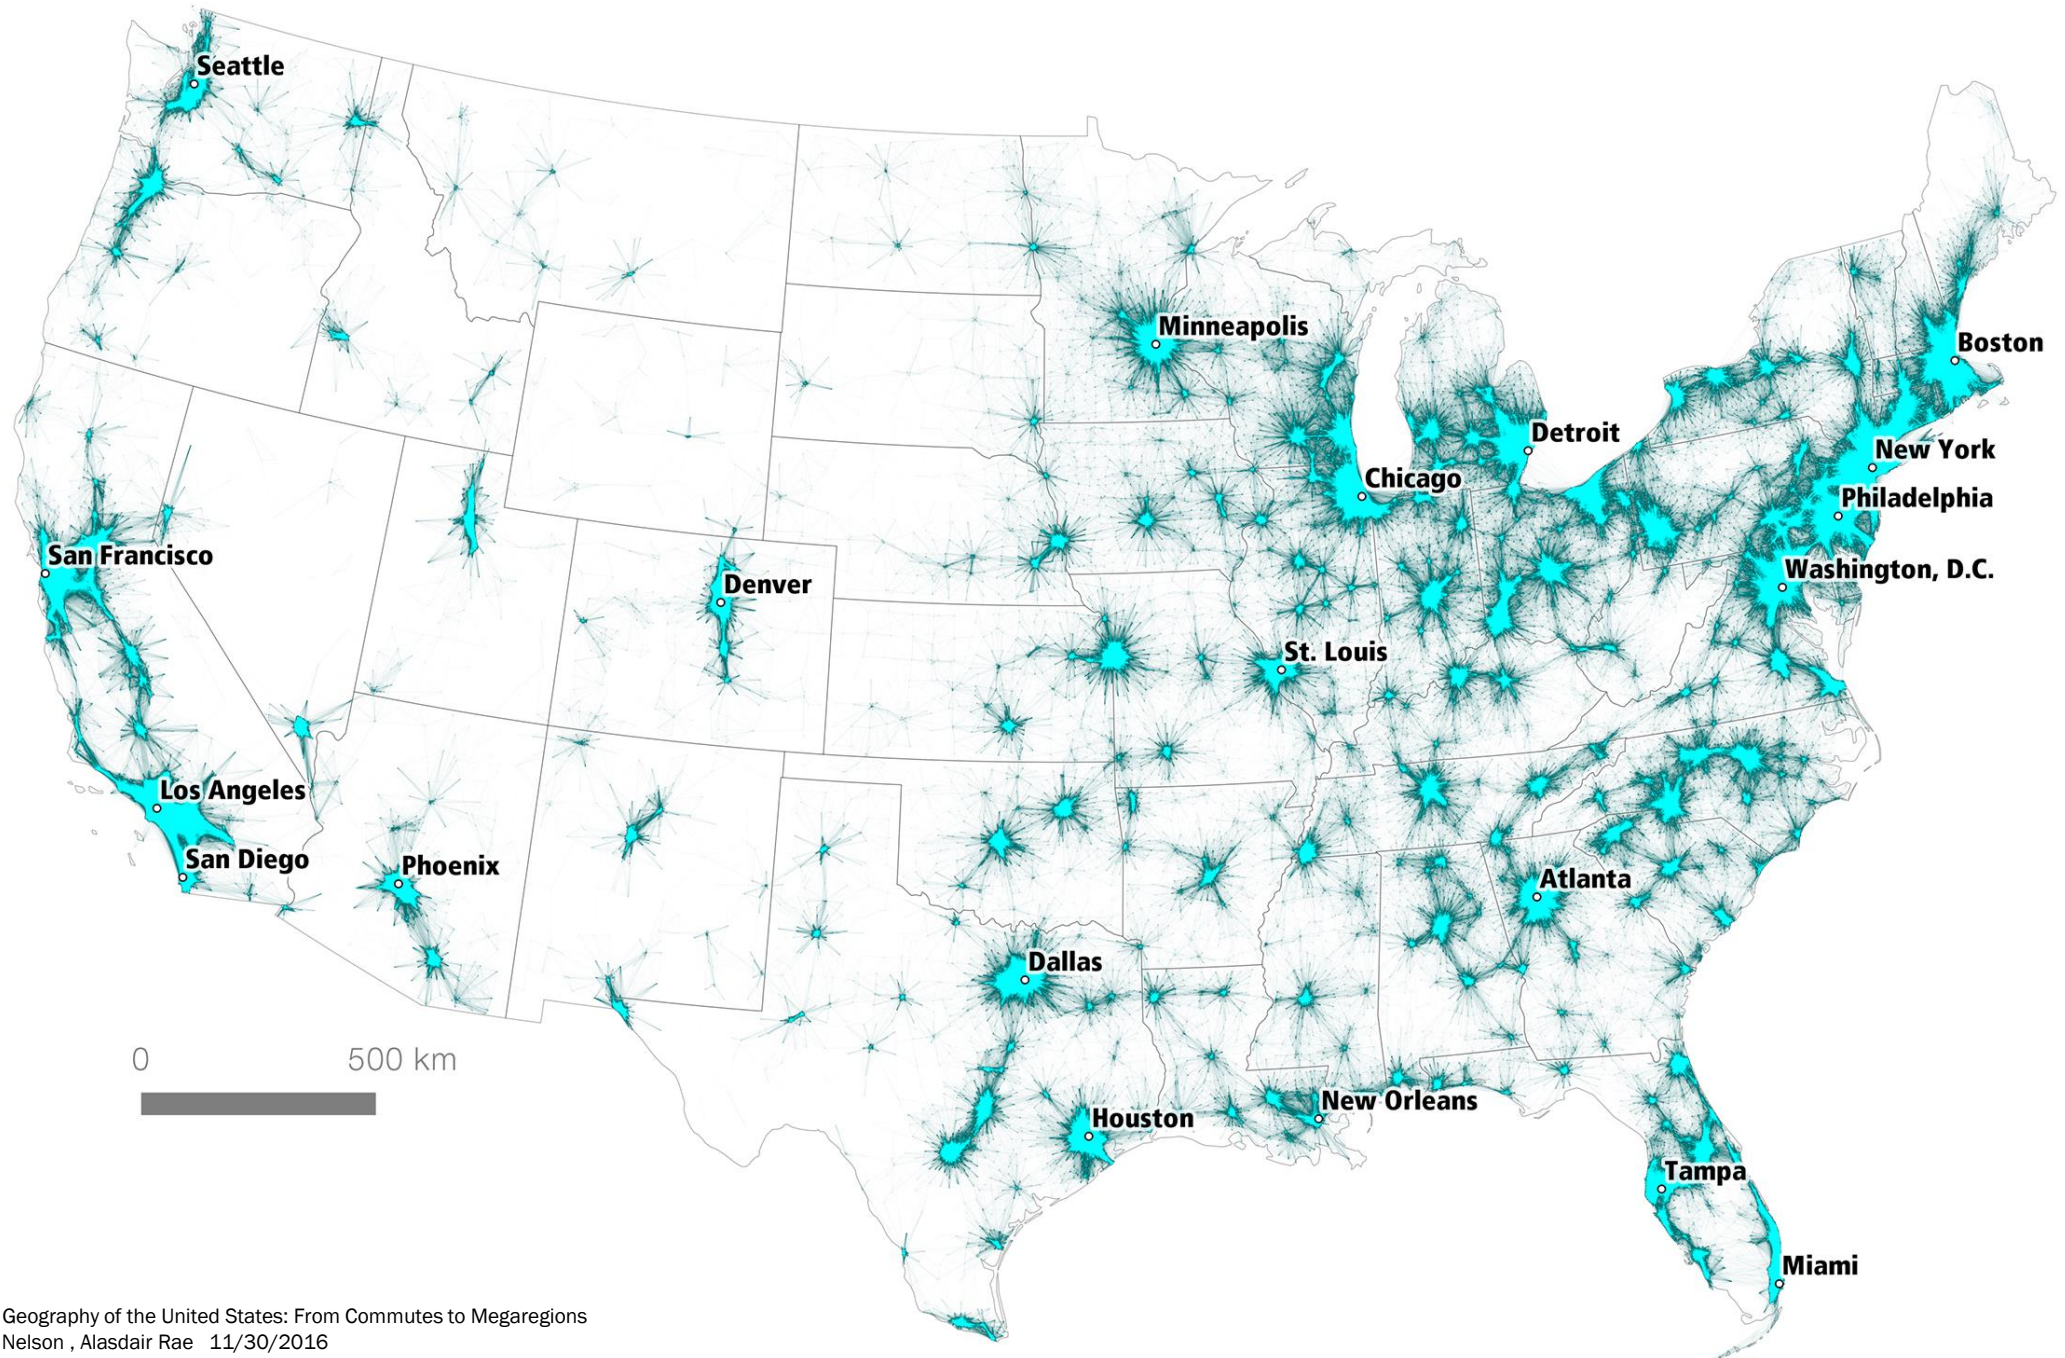 Seattle
Minneapolis
Boston
Detroit
New York
Chicago
Philadelphia
San Francisco
Washington, D.C.
Denver
St. Louis
Los Angeles
San Diego
Phoenix
Atlanta
Dallas
0 500 km
New Orleans
Houston
Tampa
Miami
Geography of the United States: From Commutes to Megaregions
Nelson , Alasdair Rae 11/30/2016